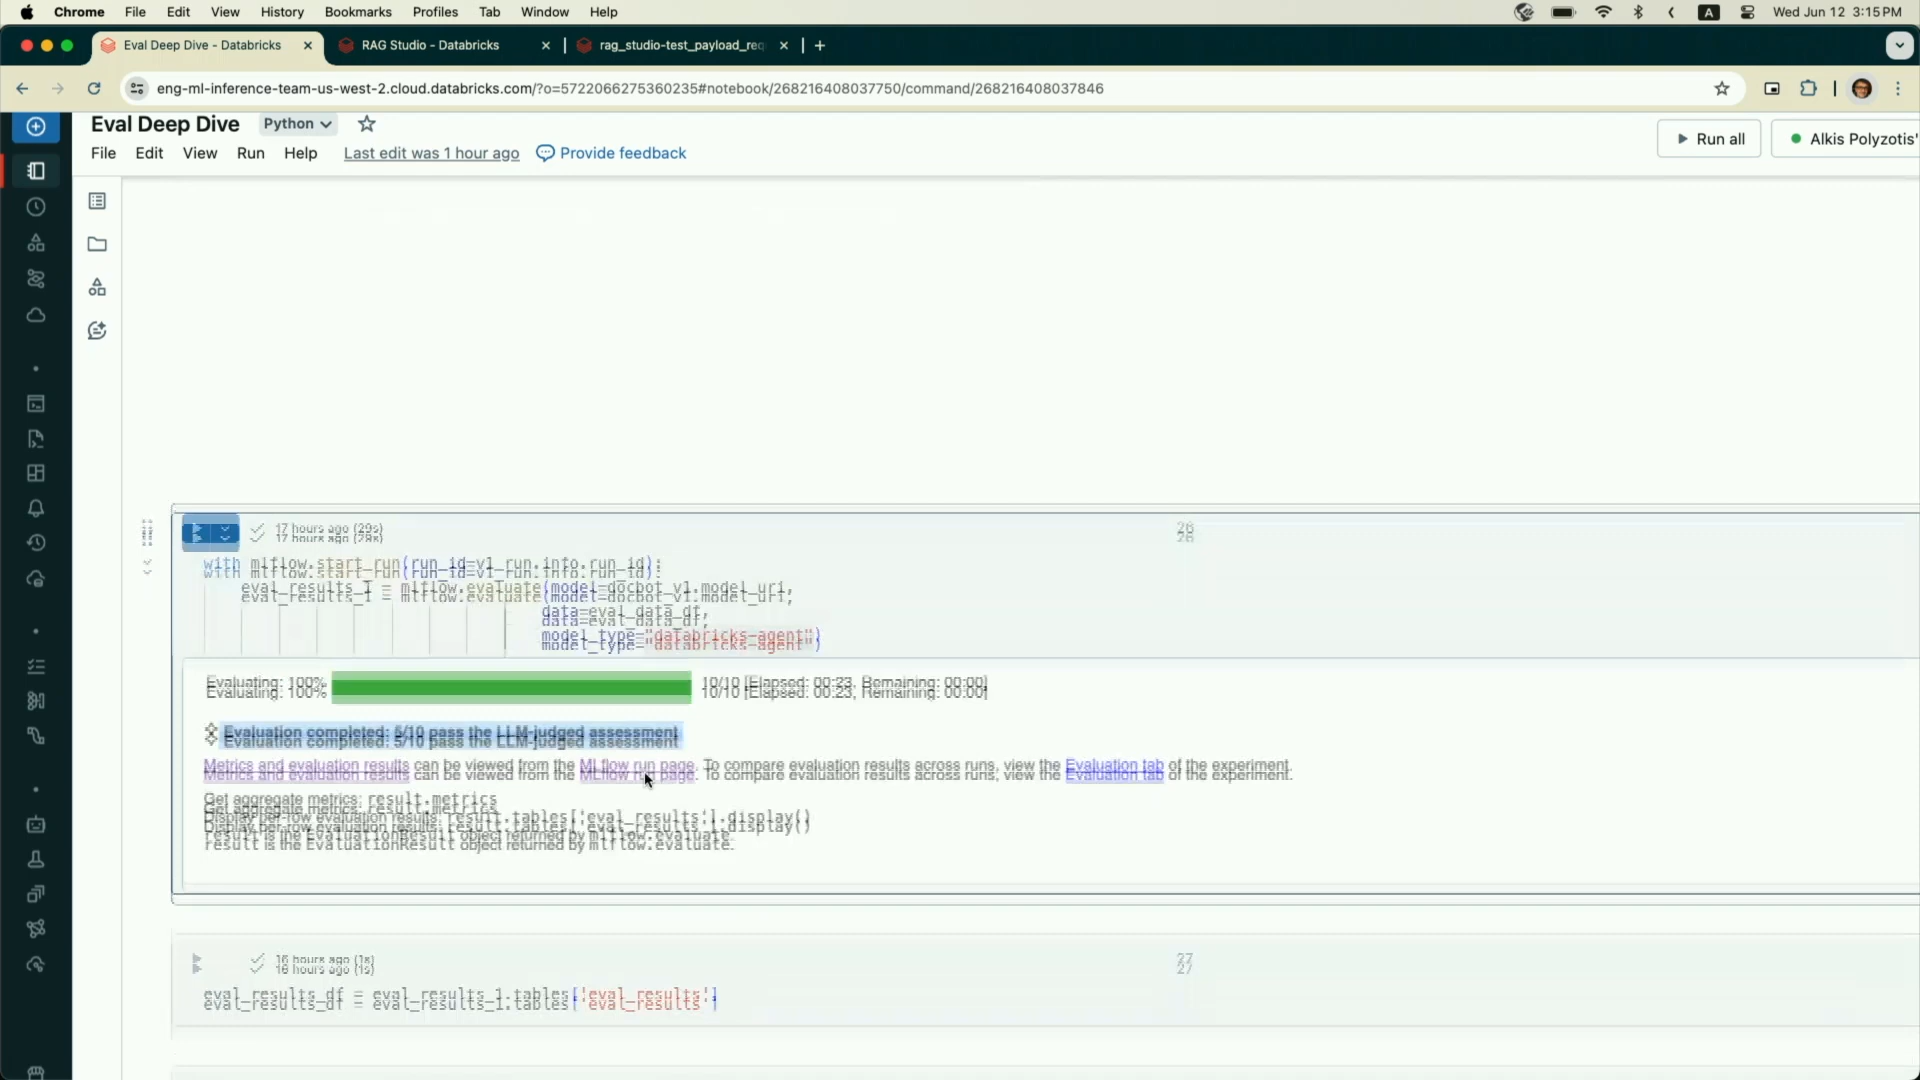 Chrome File Edit View History Bookmarks Profiles Tab Window Help A Wed Jun 12 3:15 PM
Eval Deep Dive - Databricks RAG Studio - Databricks rag_studio-test_payload_req
eng-ml-inference-team-us-west-2.cloud.databricks.com/?o=5722066275360235#notebook/268216408037750/command/268216408037846
Eval Deep Dive Python
Run all Alkis Polyzotis'
File Edit View Run Help Last edit was 1 hour ago Provide feedback
17 hours ago (29s) 26
with mlflow.start_run(run_id=v1_run.info.run_id):
eval_results_1 = mlflow.evaluate(model=docbot_v1.model_uri,
data=eval_data_df,
model_type="databricks-agent")
Evaluating: 100% 10/10 [Elapsed: 00:23, Remaining: 00:00]
Evaluation completed: 5/10 pass the LLM-judged assessment
Metrics and evaluation results can be viewed from the MLflow run page. To compare evaluation results across runs, view the Evaluation tab of the experiment.
Get aggregate metrics: result.metrics
Display per-row evaluation results: result.tables['eval_results'].display()
result is the EvaluationResult object returned by mlflow.evaluate.
16 hours ago (1s) 27
eval_results_df = eval_results_1.tables['eval_results']